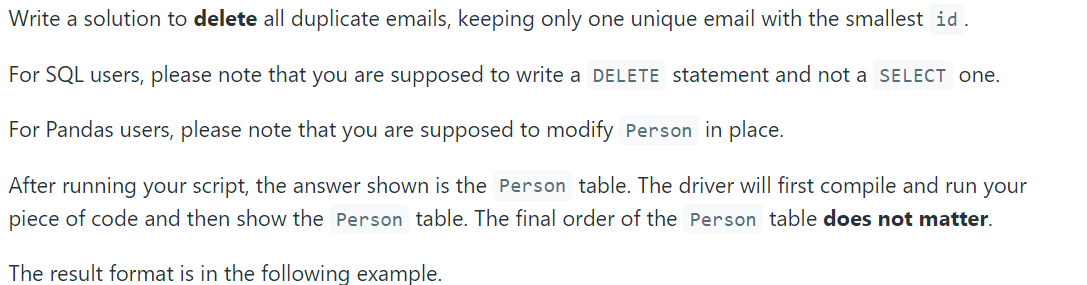 Write a solution to delete all duplicate emails, keeping only one unique email with the smallest id.
For SQL users, please note that you are supposed to write a DELETE statement and not a SELECT one.
For Pandas users, please note that you are supposed to modify Person in place.
After running your script, the answer shown is the Person table. The driver will first compile and run your
piece of code and then show the Person table. The final order of the Person table does not matter.
The result format is in the following example.